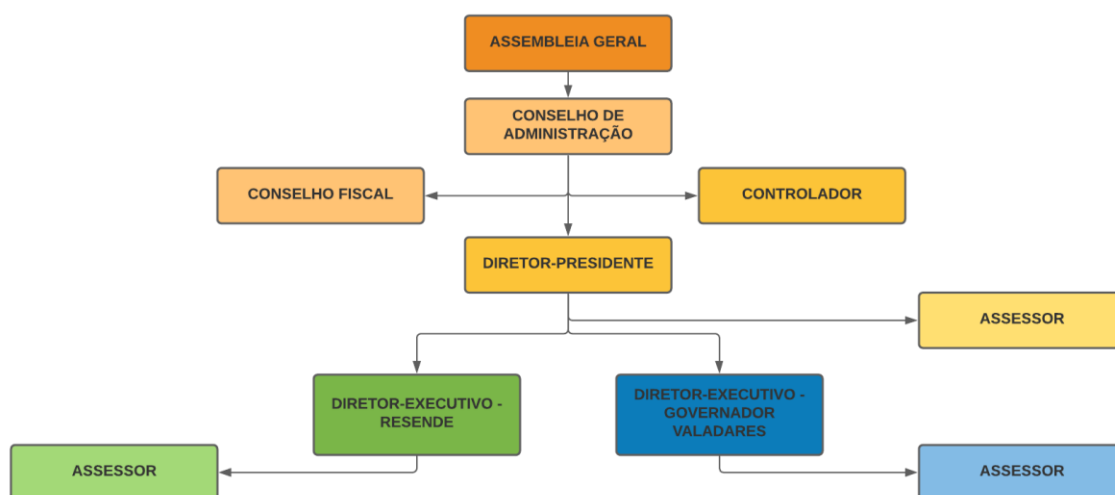 ASSEMBLEIA GERAL
CONSELHO DE
ADMINISTRAÇÃO
CONSELHO FISCAL
CONTROLADOR
DIRETOR-PRESIDENTE
ASSESSOR
DIRETOR-EXECUTIVO -
RESENDE
DIRETOR-EXECUTIVO -
GOVERNADOR
VALADARES
ASSESSOR
ASSESSOR